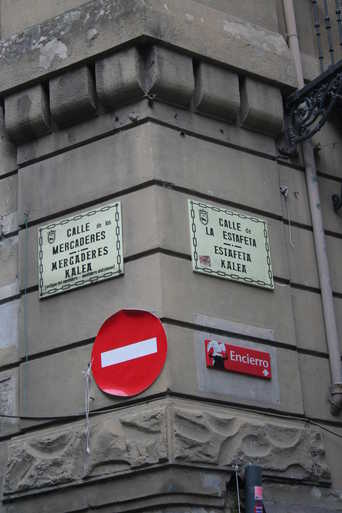 CALLE de los
MERCADERES
MERCADERES
KALEA
CALLE de
LA ESTAFETA
ESTAFETA
KALEA
Encierro